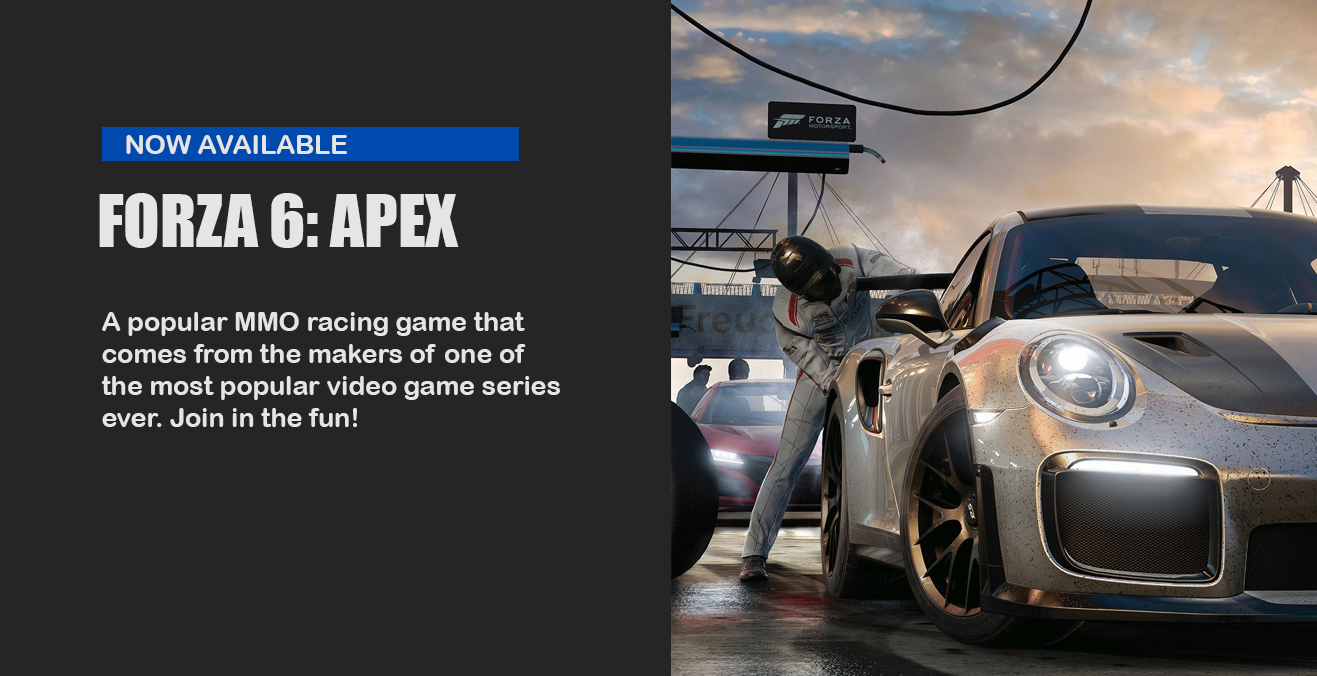 NOW AVAILABLE
FORZA 6: APEX
A popular MMO racing game that
comes from the makers of one of
the most popular video game series
ever. Join in the fun!
FORZA
MOTORSPORT.